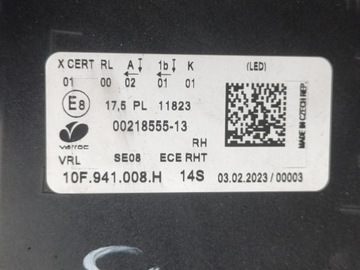 X CERT RL A 1b K (LED)
01 00 02 01 01
E8 17,5 PL 11823
MADE IN CZECH REP.
00218555-13
varroc RH
VRL SE08 ECE RHT
10F.941.008.H 14S 03.02.2023 / 00003